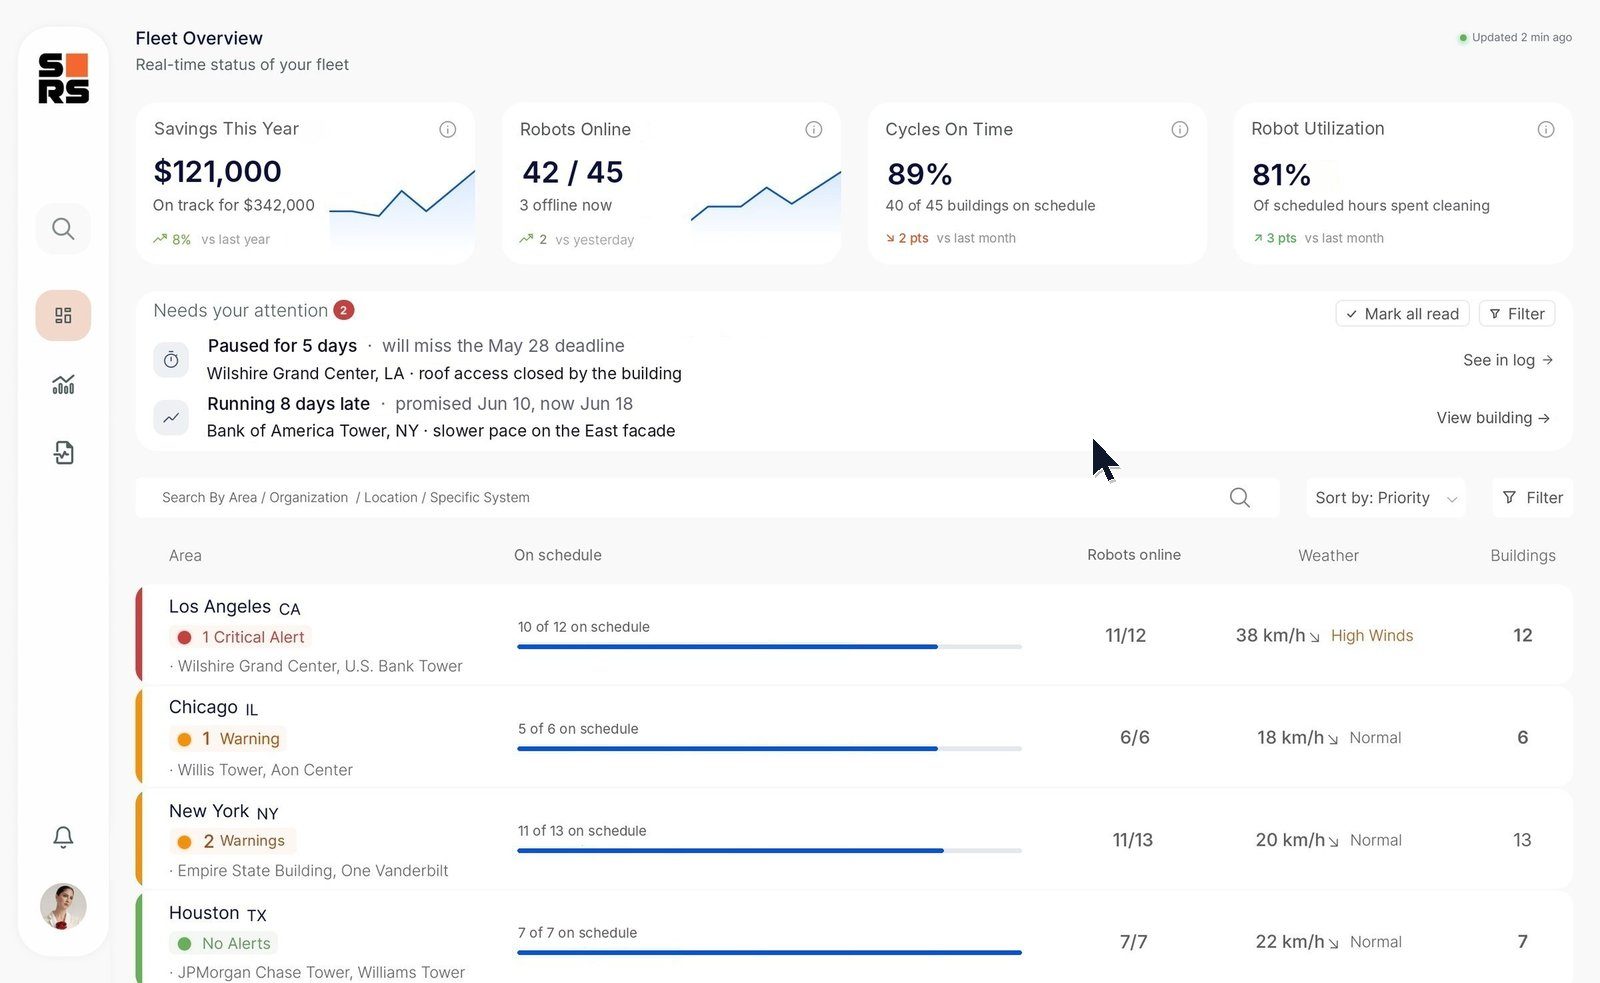 SRS
Fleet Overview
Updated 2 min ago
Real-time status of your fleet
Savings This Year
$121,000
On track for $342,000
8% vs last year
Robots Online
42 / 45
3 offline now
2 vs yesterday
Cycles On Time
89%
40 of 45 buildings on schedule
2 pts vs last month
Robot Utilization
81%
Of scheduled hours spent cleaning
3 pts vs last month
Needs your attention 2
Mark all read
Filter
Paused for 5 days · will miss the May 28 deadline
Wilshire Grand Center, LA · roof access closed by the building
See in log →
Running 8 days late · promised Jun 10, now Jun 18
Bank of America Tower, NY · slower pace on the East facade
View building →
Search By Area / Organization / Location / Specific System
Sort by: Priority
Filter
Area On schedule Robots online Weather Buildings
Los Angeles CA
1 Critical Alert
· Wilshire Grand Center, U.S. Bank Tower
10 of 12 on schedule
11/12
38 km/h ↘ High Winds
12
Chicago IL
1 Warning
· Willis Tower, Aon Center
5 of 6 on schedule
6/6
18 km/h ↘ Normal
6
New York NY
2 Warnings
· Empire State Building, One Vanderbilt
11 of 13 on schedule
11/13
20 km/h ↘ Normal
13
Houston TX
No Alerts
· JPMorgan Chase Tower, Williams Tower
7 of 7 on schedule
7/7
22 km/h ↘ Normal
7